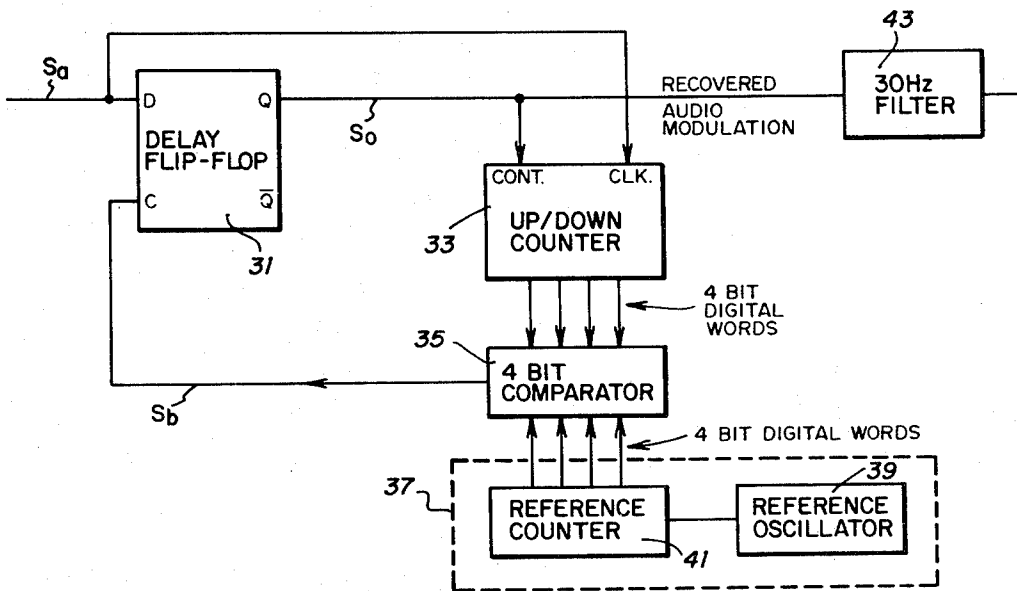 43
Sa
D
Q
RECOVERED
30Hz
FILTER
So
AUDIO
MODULATION
DELAY
FLIP-FLOP
CONT.
CLK.
C
Q̅
31
33
UP/DOWN
COUNTER
4 BIT
DIGITAL
WORDS
35
4 BIT
COMPARATOR
Sb
4 BIT DIGITAL WORDS
37
39
REFERENCE
COUNTER
REFERENCE
OSCILLATOR
41